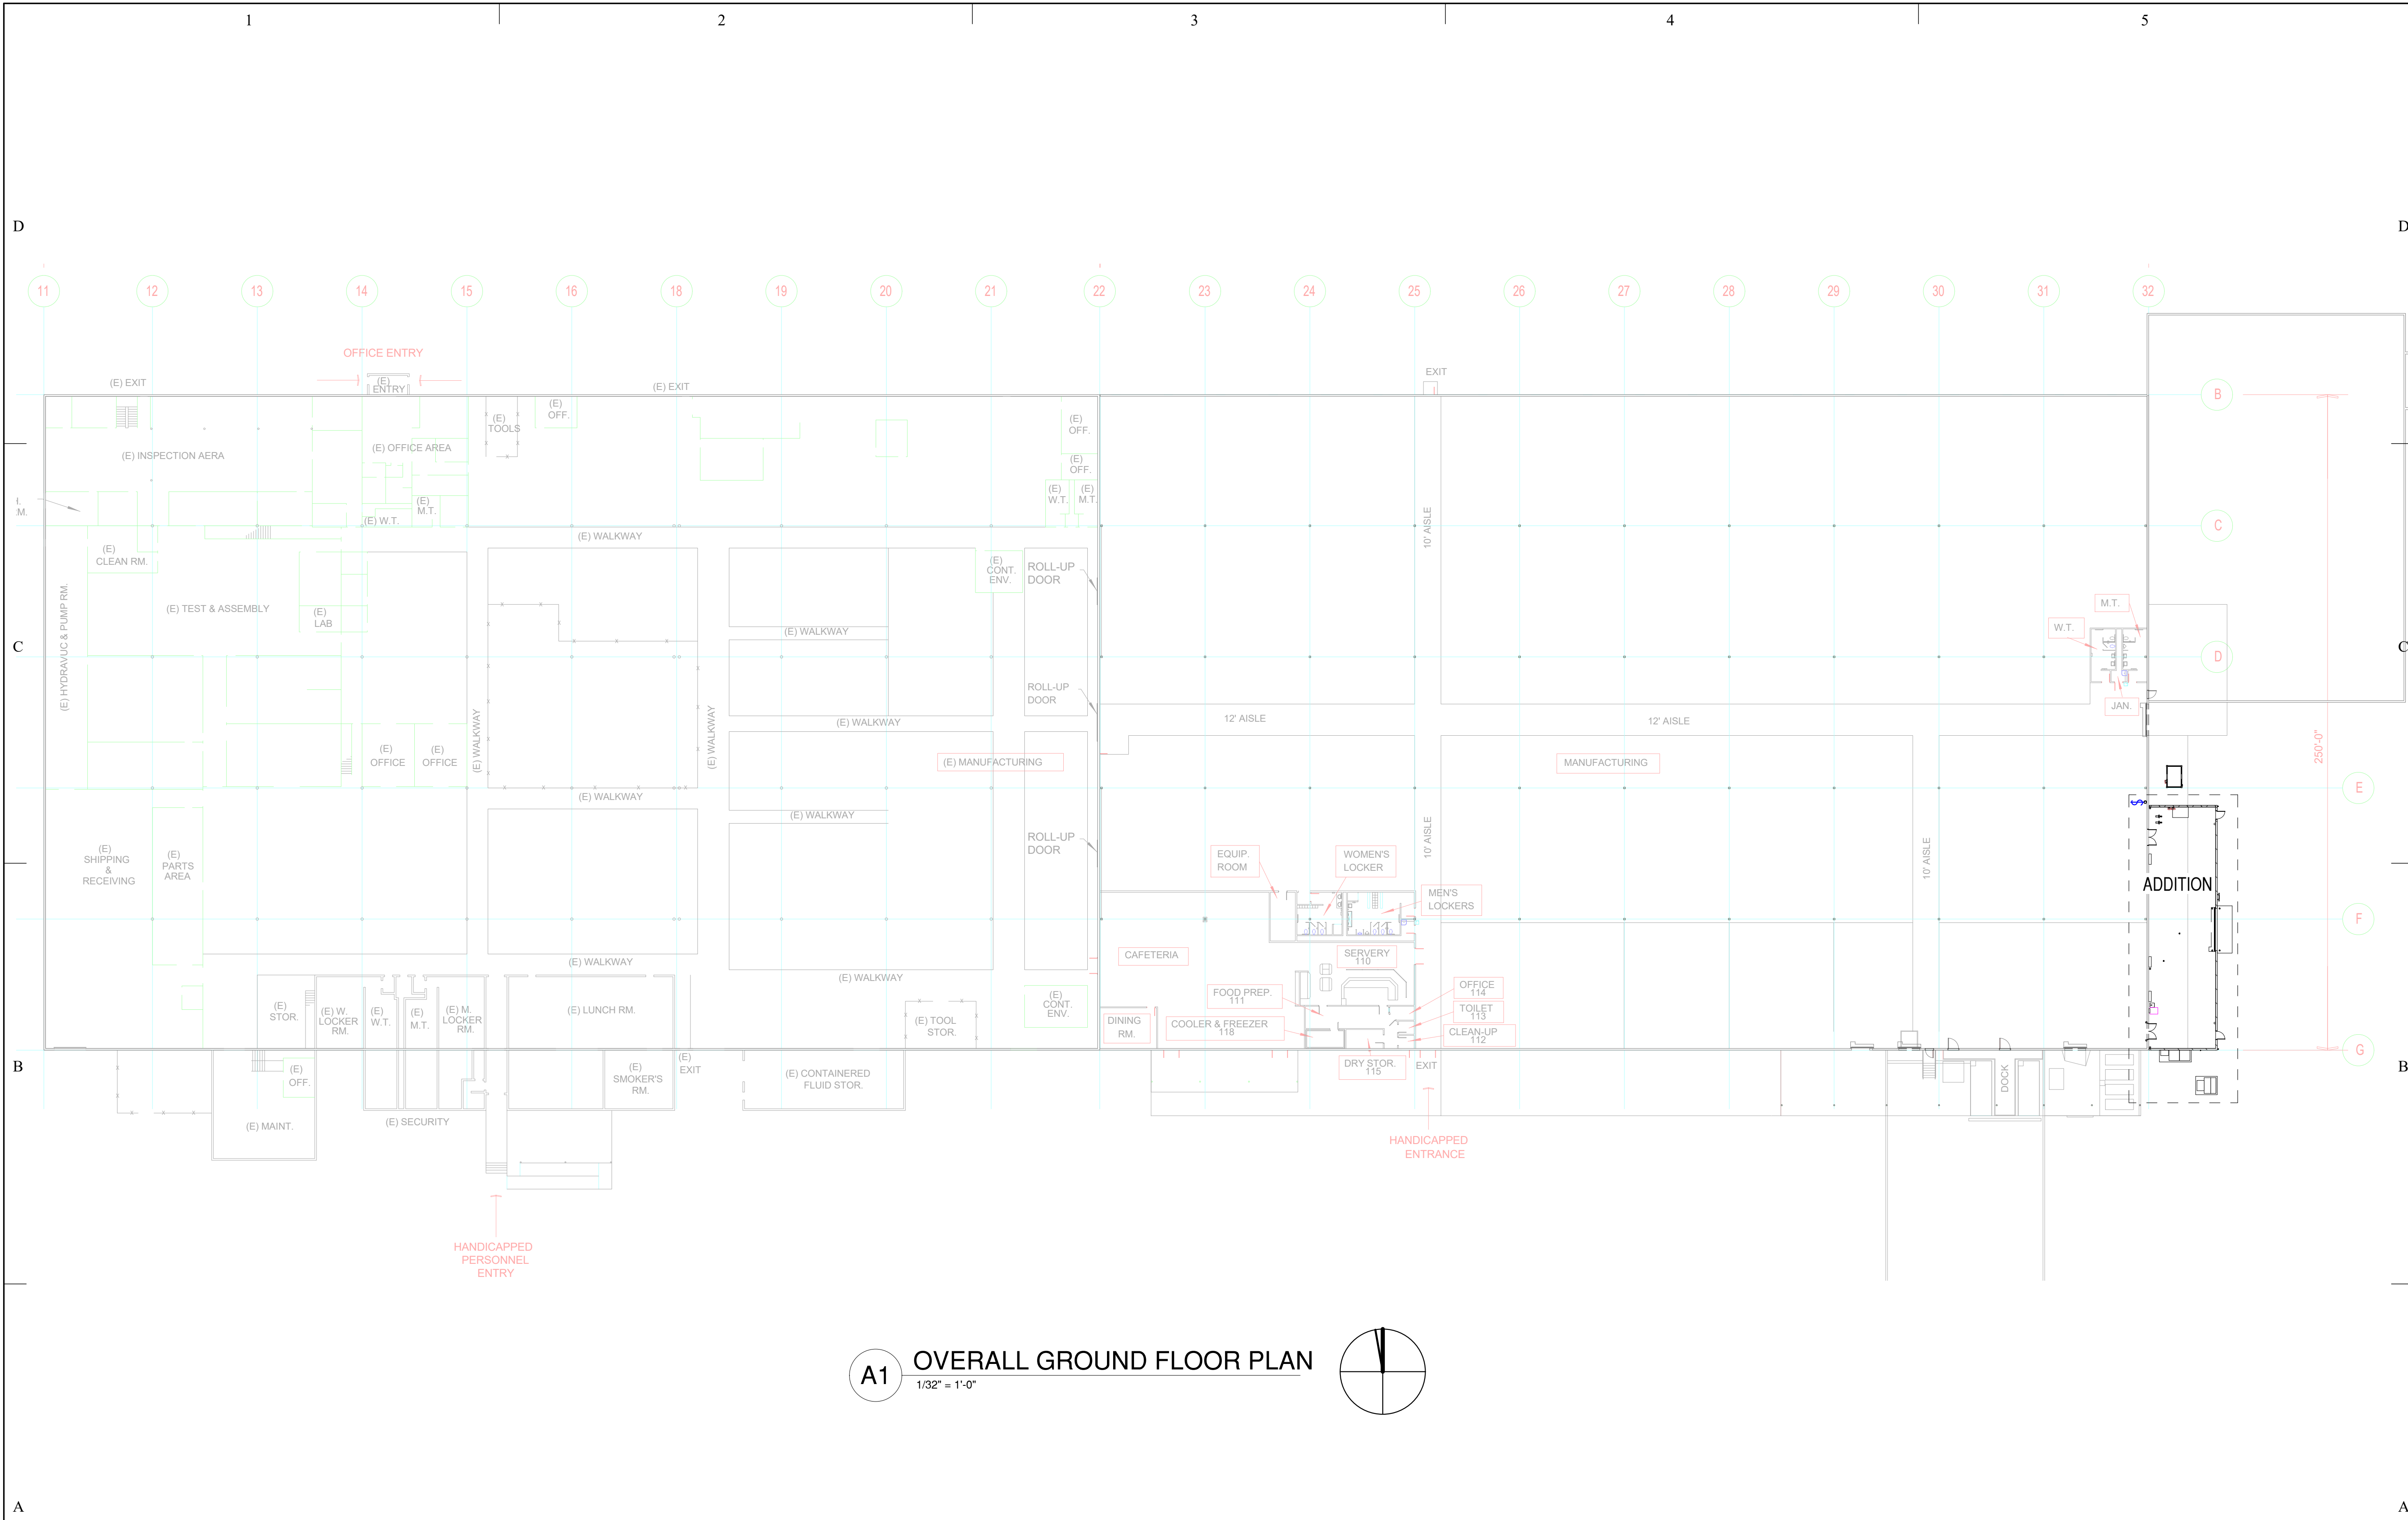 1 2 3 4 5
D D
11 12 13 14 15 16 18 19 20 21 22 23 24 25 26 27 28 29 30 31 32
OFFICE ENTRY
(E) EXIT
(E)
ENTRY
(E) EXIT
EXIT
B
(E)
TOOLS
(E)
OFF.
(E)
OFF.
(E) INSPECTION AERA
(E) OFFICE AREA
(E)
OFF.
(E)
W.T.
(E)
M.T.
(E)
M.T.
(E) W.T.
.M.
10' AISLE
C
(E) WALKWAY
(E)
CLEAN RM.
(E)
CONT.
ENV.
ROLL-UP
DOOR
(E) HYDRAVUC & PUMP RM.
(E) TEST & ASSEMBLY
(E)
LAB
(E) WALKWAY
M.T.
W.T.
C C
D
JAN.
ROLL-UP
DOOR
(E) WALKWAY
(E) WALKWAY
(E) WALKWAY
12' AISLE
12' AISLE
(E)
OFFICE
(E)
OFFICE
(E) MANUFACTURING
MANUFACTURING
250'-0"
E
(E) WALKWAY
(E) WALKWAY
ROLL-UP
DOOR
10' AISLE
10' AISLE
(E)
SHIPPING
&
RECEIVING
(E)
PARTS
AREA
EQUIP.
ROOM
WOMEN'S
LOCKER
MEN'S
LOCKERS
ADDITION
F
CAFETERIA
SERVERY
110
(E) WALKWAY
(E) WALKWAY
(E)
STOR.
(E) W.
LOCKER
RM.
(E)
W.T.
(E)
M.T.
(E) M.
LOCKER
RM.
(E) LUNCH RM.
(E) TOOL
STOR.
(E)
CONT.
ENV.
DINING
RM.
FOOD PREP.
111
COOLER & FREEZER
118
OFFICE
114
TOILET
113
CLEAN-UP
112
DRY STOR.
115
G
B B
(E)
OFF.
(E)
SMOKER'S
RM.
(E)
EXIT
(E) CONTAINERED
FLUID STOR.
EXIT
DOCK
(E) MAINT.
(E) SECURITY
HANDICAPPED
ENTRANCE
HANDICAPPED
PERSONNEL
ENTRY
A1 OVERALL GROUND FLOOR PLAN
1/32" = 1'-0"
A A